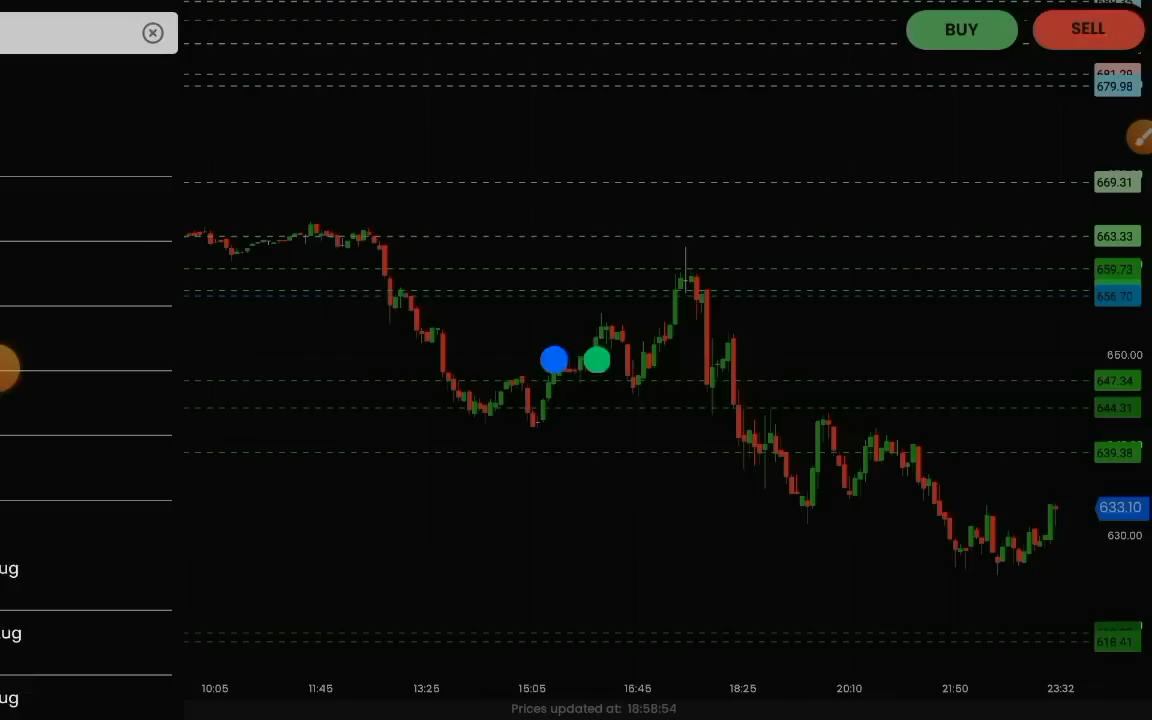 BUY
SELL
681.29
679.98
669.31
663.33
659.73
656.70
650.00
647.34
644.31
639.38
633.10
630.00
618.41
ug
ug
ug
10:05 11:45 13:25 15:05 16:45 18:25 20:10 21:50 23:32
Prices updated at: 18:58:54